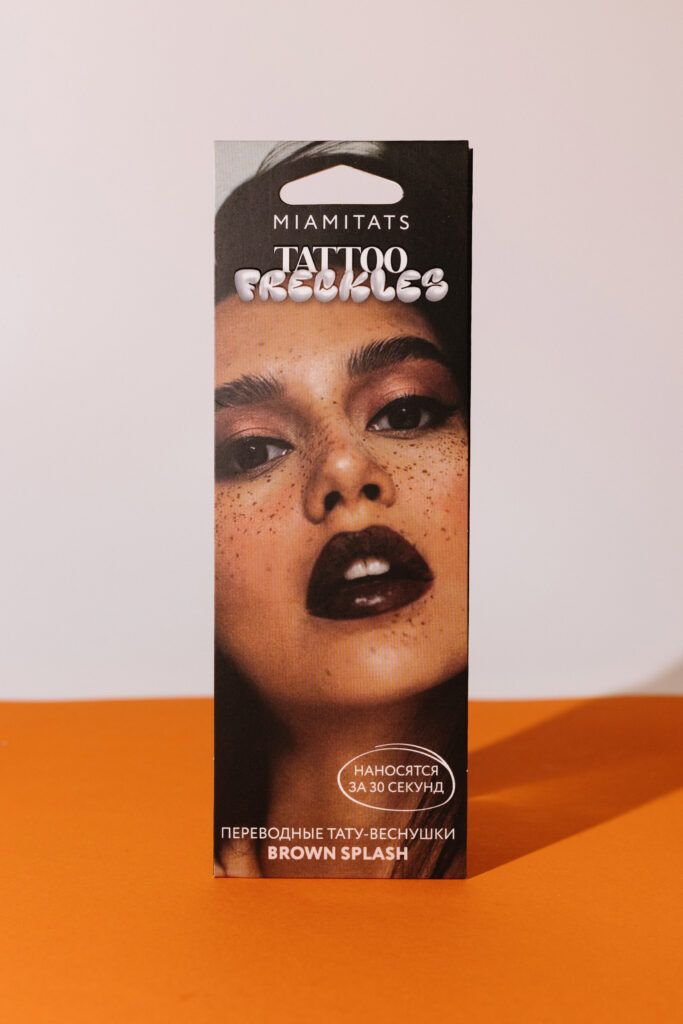 MIAMITATS
TATTOO
FRECKLES
НАНОСЯТСЯ
ЗА 30 СЕКУНД
ПЕРЕВОДНЫЕ ТАТУ-ВЕСНУШКИ
BROWN SPLASH